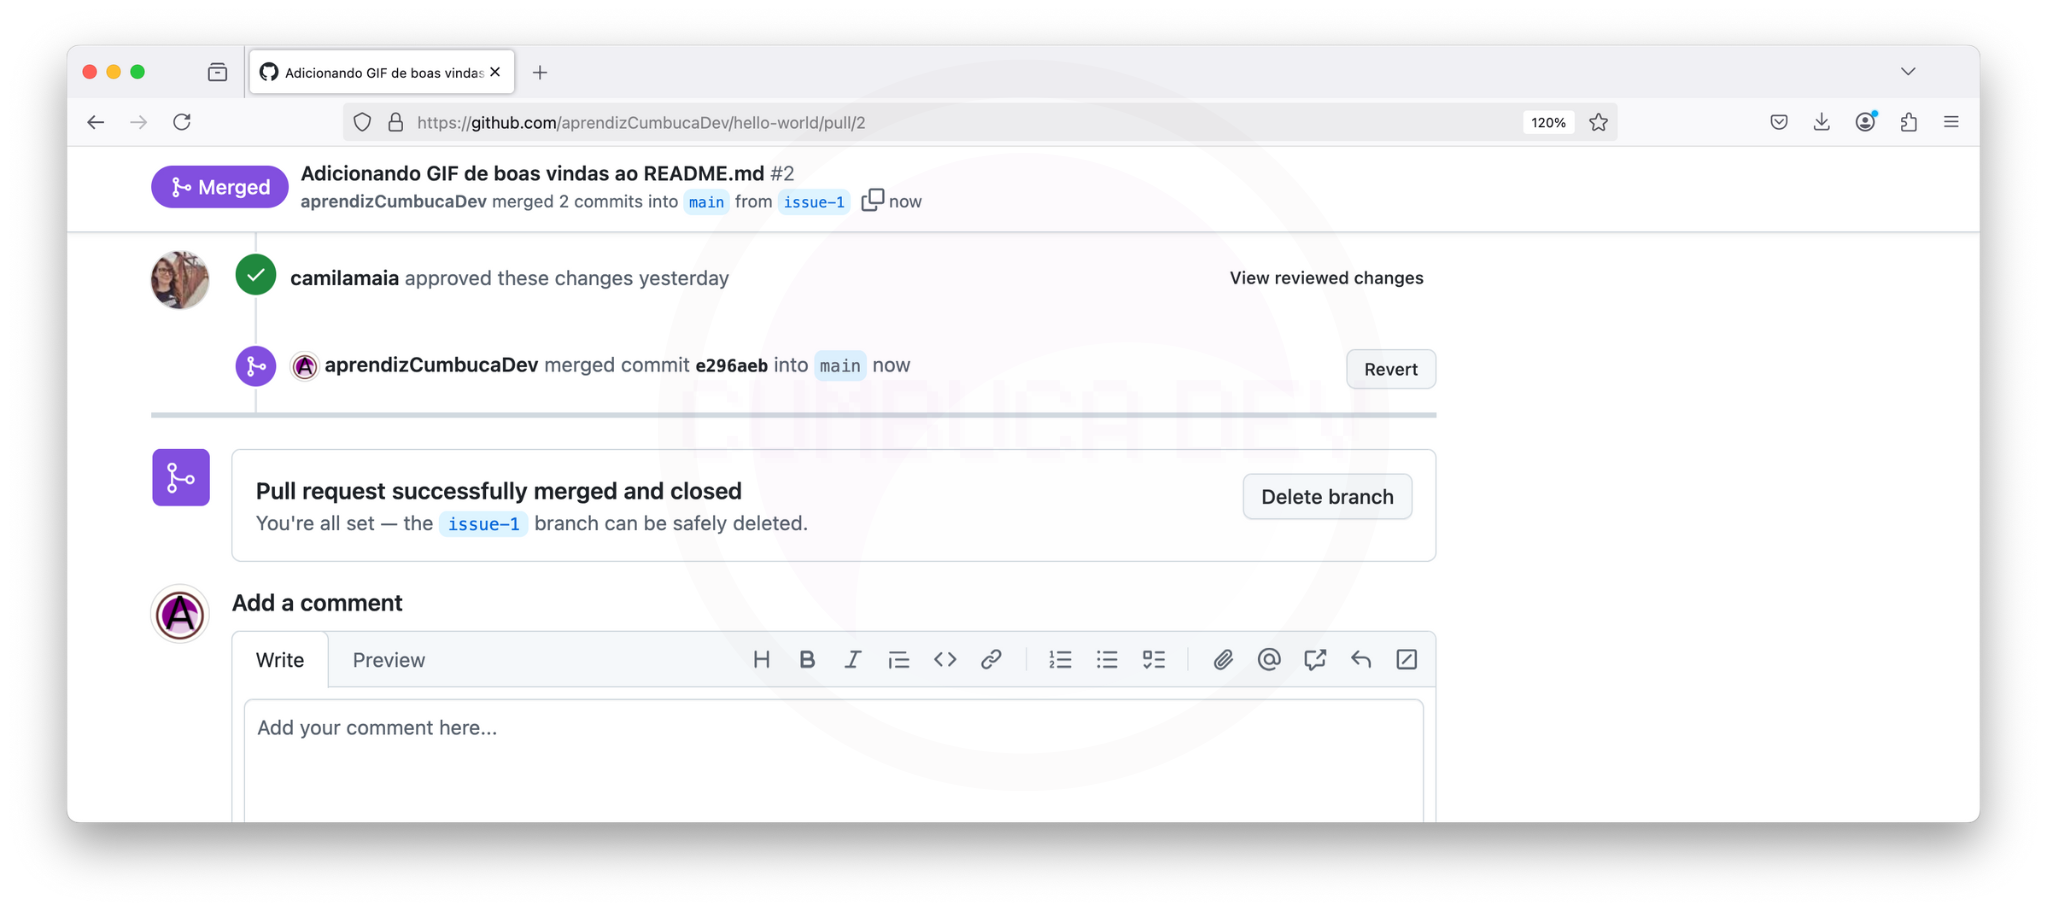 Adicionando GIF de boas vindas
https://github.com/aprendizCumbucaDev/hello-world/pull/2
120%
Merged
Adicionando GIF de boas vindas ao README.md #2
aprendizCumbucaDev merged 2 commits into main from issue-1 now
camilamaia approved these changes yesterday
View reviewed changes
aprendizCumbucaDev merged commit e296aeb into main now
Revert
CUMBUCA DEV
Pull request successfully merged and closed
Delete branch
You're all set — the issue-1 branch can be safely deleted.
A
Add a comment
Write
Preview
Add your comment here...